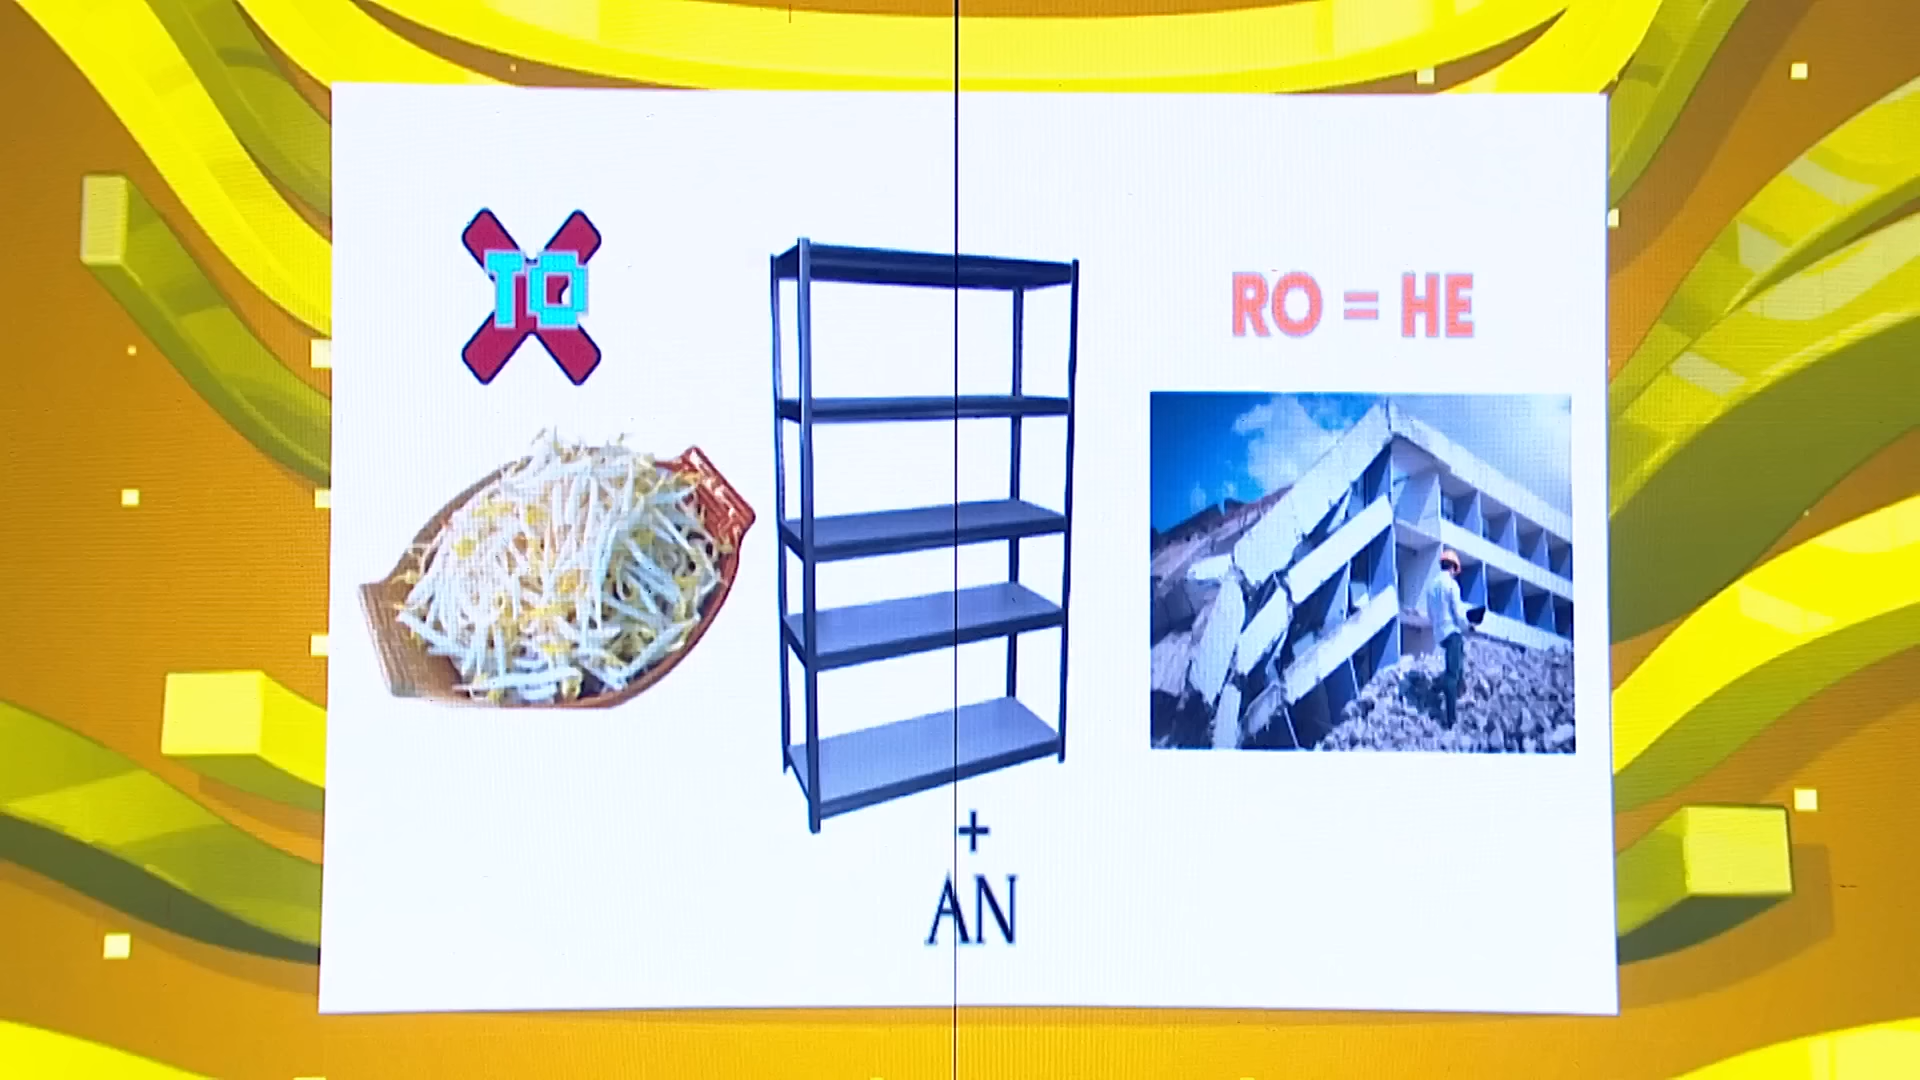 TO
RO = HE
+
AN